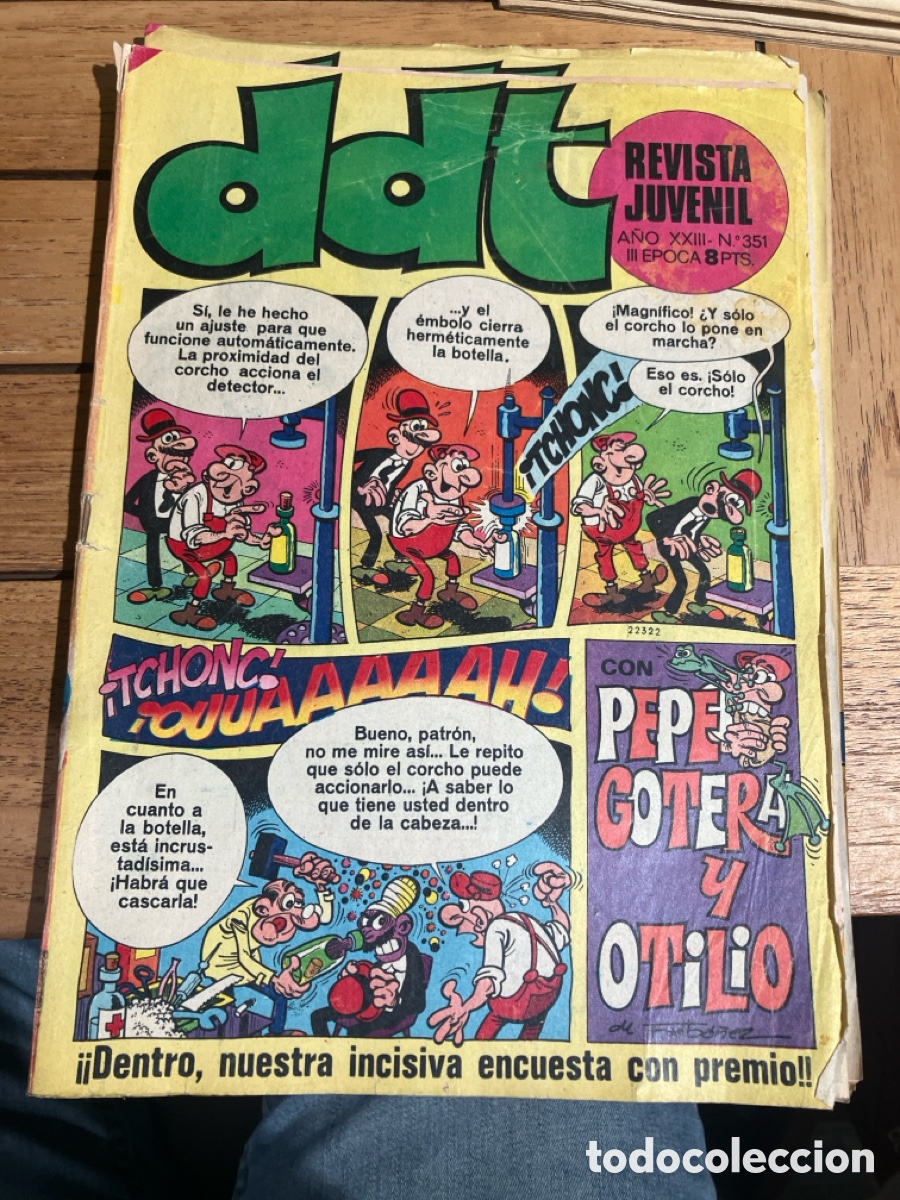 ddt
REVISTA
JUVENIL
AÑO XXIII - N.º 351
III EPOCA 8 PTS.
Sí, le he hecho
un ajuste para que
funcione automáticamente.
La proximidad del
corcho acciona el
detector...
...y el
émbolo cierra
herméticamente
la botella.
¡Magnífico! ¿Y sólo
el corcho lo pone en
marcha?
Eso es. ¡Sólo
el corcho!
¡TCHONC!
22322
¡TCHONC!
¡OUUAAAAAAH!
En
cuanto a
la botella,
está incrus-
tadísima...
¡Habrá que
cascarla!
Bueno, patrón,
no me mire así... Le repito
que sólo el corcho puede
accionarlo... ¡A saber lo
que tiene usted dentro
de la cabeza...!
CON
PEPE
GOTERA
Y
OTILIO
de F. Ibáñez
¡¡Dentro, nuestra incisiva encuesta con premio!!
todocoleccion